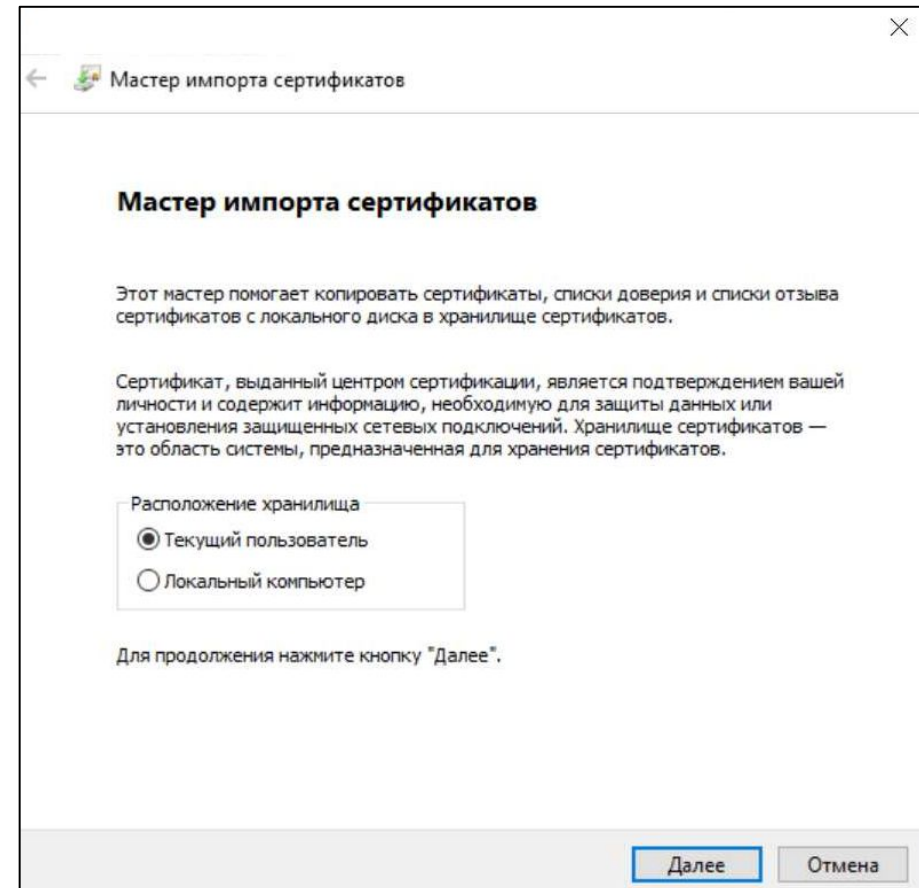 Мастер импорта сертификатов
Мастер импорта сертификатов
Этот мастер помогает копировать сертификаты, списки доверия и списки отзыва
сертификатов с локального диска в хранилище сертификатов.
Сертификат, выданный центром сертификации, является подтверждением вашей
личности и содержит информацию, необходимую для защиты данных или
установления защищенных сетевых подключений. Хранилище сертификатов —
это область системы, предназначенная для хранения сертификатов.
Расположение хранилища
Текущий пользователь
Локальный компьютер
Для продолжения нажмите кнопку "Далее".
Далее Отмена